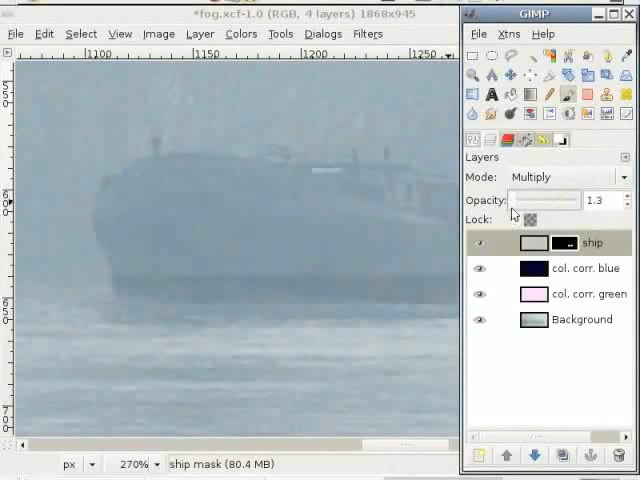 *fog.xcf-1.0 (RGB, 4 layers) 1868x945
GIMP
File Edit Select View Image Layer Colors Tools Dialogs Filters
File Xtns Help
1100 1150 1200 1250
Layers
Mode: Multiply
Opacity: 1.3
Lock:
ship
col. corr. blue
col. corr. green
Background
px 270% ship mask (80.4 MB)